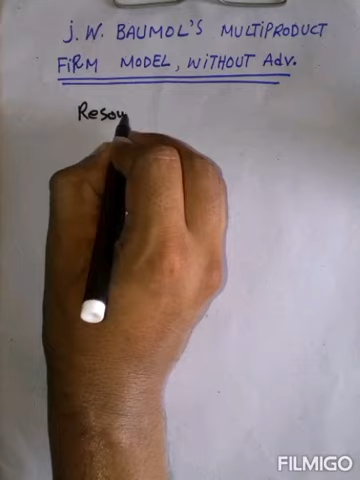 J. W. BAUMOL'S MULTIPRODUCT
FIRM MODEL, WITHOUT Adv.
Resou
FILMIGO